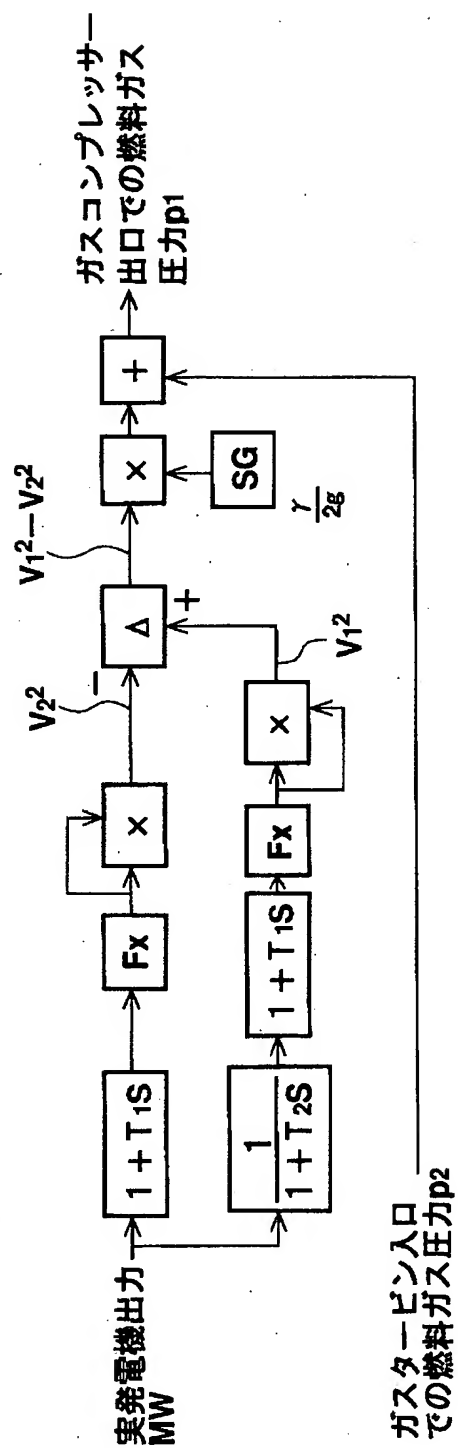 実発電機出力
MW
1+T1S
Fx
×
V2²
−
Δ
+
V1²−V2²
×
SG
γ
2g
+
ガスコンプレッサー
出口での燃料ガス
圧力p1
1
1+T2S
1+T1S
Fx
×
V1²
ガスタービン入口
での燃料ガス圧力p2